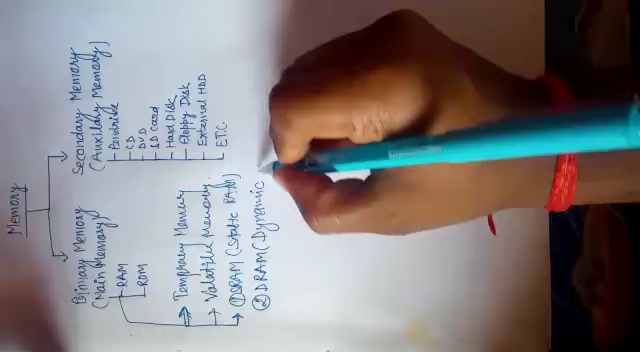 Memory
Primary Memory
(Main Memory)
RAM
ROM
Secondary Memory
(Auxilary Memory)
Pendrive
CD
DVD
SD Card
Hard Disk
Floppy Disk
External HDD
ETC.
Temporary Memory
Volatile Memory
① SRAM (Static RAM)
② DRAM (Dynamic